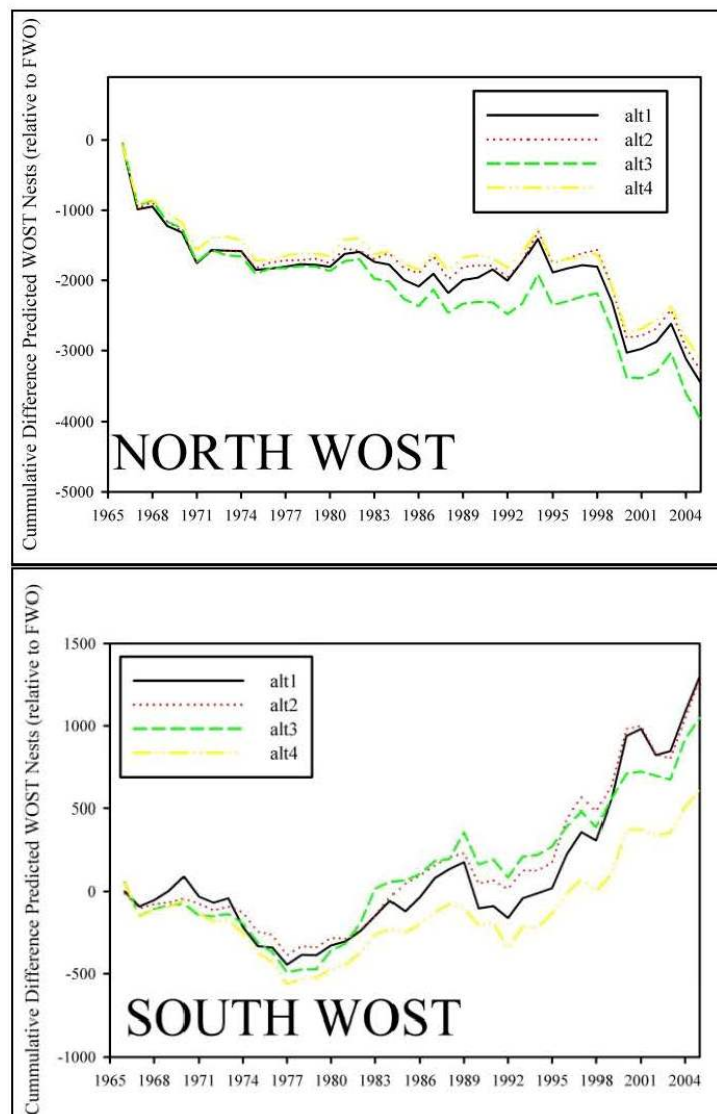 Cummulative Difference Predicted WOST Nests (relative to FWO)
0
-1000
-2000
-3000
-4000
-5000
alt1
alt2
alt3
alt4
NORTH WOST
1965 1968 1971 1974 1977 1980 1983 1986 1989 1992 1995 1998 2001 2004
Cummulative Difference Predicted WOST Nests (relative to FWO)
1500
1000
500
0
-500
-1000
alt1
alt2
alt3
alt4
SOUTH WOST
1965 1968 1971 1974 1977 1980 1983 1986 1989 1992 1995 1998 2001 2004